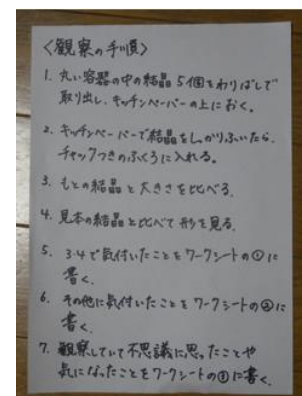 〈観察の手順〉
1. 丸い容器の中の結晶5個をわりばしで
取り出し、キッチンペーパーの上におく。
2. キッチンペーパーで結晶をしっかりふいたら、
チャックつきのふくろに入れる。
3. もとの結晶と大きさを比べる。
4. 見本の結晶と比べて形を見る。
5. 3・4で気付いたことをワークシートの①に
書く。
6. その他に気付いたことをワークシートの②に
書く。
7. 観察していて不思議に思ったことや
気になったことをワークシートの③に書く。